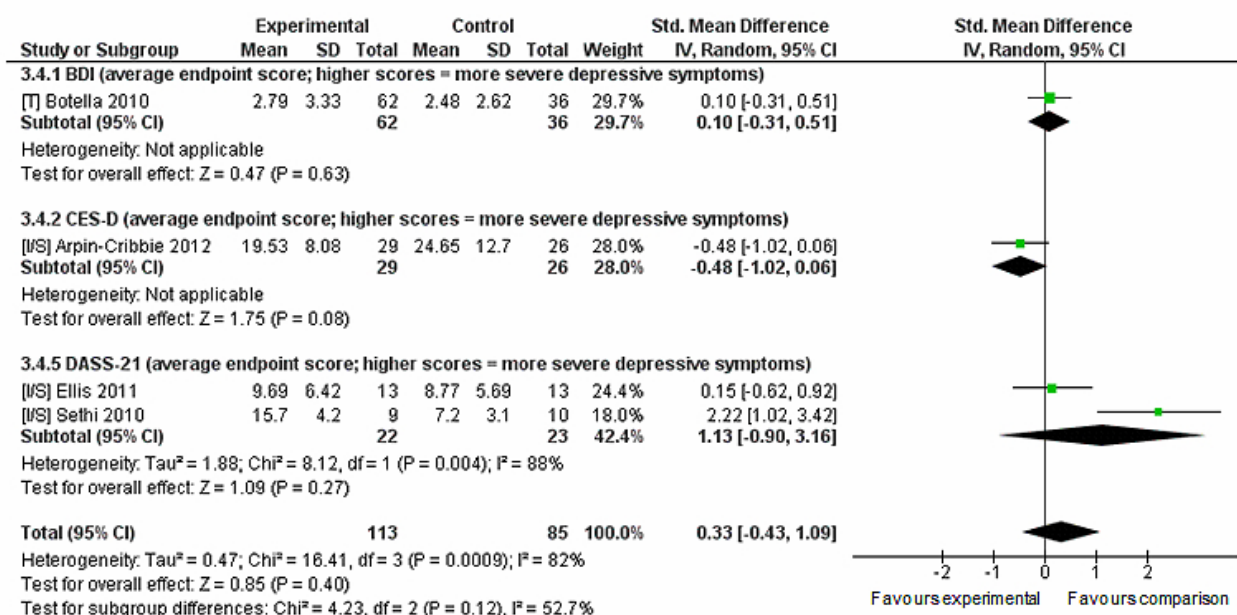 Experimental Control Std. Mean Difference Std. Mean Difference
Study or Subgroup Mean SD Total Mean SD Total Weight IV, Random, 95% CI IV, Random, 95% CI
3.4.1 BDI (average endpoint score; higher scores = more severe depressive symptoms)
[T] Botella 2010 2.79 3.33 62 2.48 2.62 36 29.7% 0.10 [-0.31, 0.51]
Subtotal (95% CI) 62 36 29.7% 0.10 [-0.31, 0.51]
Heterogeneity: Not applicable
Test for overall effect: Z = 0.47 (P = 0.63)
3.4.2 CES-D (average endpoint score; higher scores = more severe depressive symptoms)
[I/S] Arpin-Cribbie 2012 19.53 8.08 29 24.65 12.7 26 28.0% -0.48 [-1.02, 0.06]
Subtotal (95% CI) 29 26 28.0% -0.48 [-1.02, 0.06]
Heterogeneity: Not applicable
Test for overall effect: Z = 1.75 (P = 0.08)
3.4.5 DASS-21 (average endpoint score; higher scores = more severe depressive symptoms)
[I/S] Ellis 2011 9.69 6.42 13 8.77 5.69 13 24.4% 0.15 [-0.62, 0.92]
[I/S] Sethi 2010 15.7 4.2 9 7.2 3.1 10 18.0% 2.22 [1.02, 3.42]
Subtotal (95% CI) 22 23 42.4% 1.13 [-0.90, 3.16]
Heterogeneity: Tau² = 1.88; Chi² = 8.12, df = 1 (P = 0.004); I² = 88%
Test for overall effect: Z = 1.09 (P = 0.27)
Total (95% CI) 113 85 100.0% 0.33 [-0.43, 1.09]
Heterogeneity: Tau² = 0.47; Chi² = 16.41, df = 3 (P = 0.0009); I² = 82%
Test for overall effect: Z = 0.85 (P = 0.40)
Test for subgroup differences: Chi² = 4.23, df = 2 (P = 0.12), I² = 52.7%
-2 -1 0 1 2
Favours experimental Favours comparison